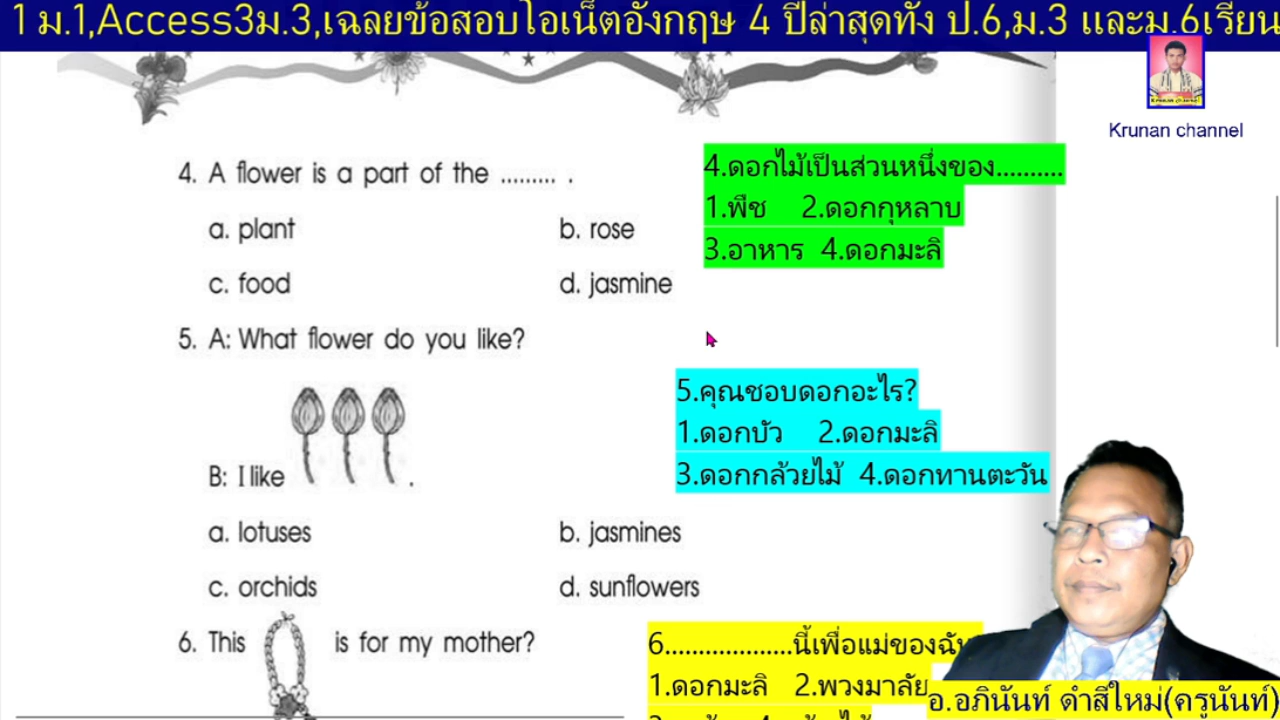 1 ม.1,Access3ม.3,เฉลยข้อสอบโอเน็ตอังกฤษ 4 ปีล่าสุดทั้ง ป.6,ม.3 และม.6เรียน
Krunan channel
4. A flower is a part of the ......... .
a. plant b. rose
c. food d. jasmine
4.ดอกไม้เป็นส่วนหนึ่งของ..........
1.พืช 2.ดอกกุหลาบ
3.อาหาร 4.ดอกมะลิ
5. A: What flower do you like?
B: I like .
a. lotuses b. jasmines
c. orchids d. sunflowers
5.คุณชอบดอกอะไร?
1.ดอกบัว 2.ดอกมะลิ
3.ดอกกล้วยไม้ 4.ดอกทานตะวัน
6. This is for my mother?
6...................นี้เพื่อแม่ของฉัน
1.ดอกมะลิ 2.พวงมาลัย
อ.อภินันท์ ดำสีใหม่(ครูนันท์)